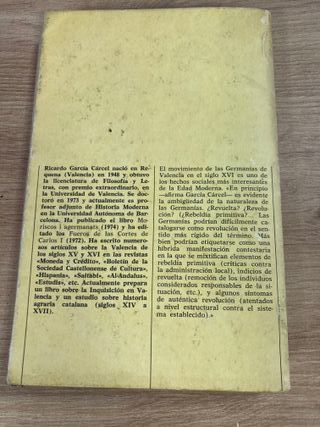 Ricardo García Cárcel nació en Re-
quena (Valencia) en 1948 y obtuvo
la licenciatura de Filosofía y Le-
tras, con premio extraordinario, en
la Universidad de Valencia. Se doc-
toró en 1973 y actualmente es pro-
fesor adjunto de Historia Moderna
en la Universidad Autónoma de Bar-
celona. Ha publicado el libro Mo-
riscos i agermanats (1974) y ha edi-
tado los Fueros de las Cortes de
Carlos I (1972). Ha escrito numero-
sos artículos sobre la Valencia de
los siglos XV y XVI en las revistas
«Moneda y Crédito», «Boletín de la
Sociedad Castellonense de Cultura»,
«Hispania», «Saitabi», «Al-Andalus»,
«Estudis», etc. Actualmente prepara
un libro sobre la Inquisición en Va-
lencia y un estudio sobre historia
agraria catalana (siglos XIV a
XVII).
El movimiento de las Germanías de
Valencia en el siglo XVI es uno de
los hechos sociales más interesantes
de la Edad Moderna. «En principio
—afirma García Cárcel— es evidente
la ambigüedad de la naturaleza de
las Germanías. ¿Revuelta? ¿Revolu-
ción? ¿Rebeldía primitiva?... Las
Germanías podrían difícilmente ca-
talogarse como revolución en el sen-
tido más rígido del término. Más
bien podrían etiquetarse como una
hábil manifestación contestataria
en la que se mixtifican elementos de
rebeldía primitiva (críticas contra
la administración local), indicios de
revuelta (remoción de los individuos
considerados responsables de la si-
tuación, etc.), y algunos síntomas
de auténtica revolución (atentados
a nivel estructural contra el siste-
ma establecido).»